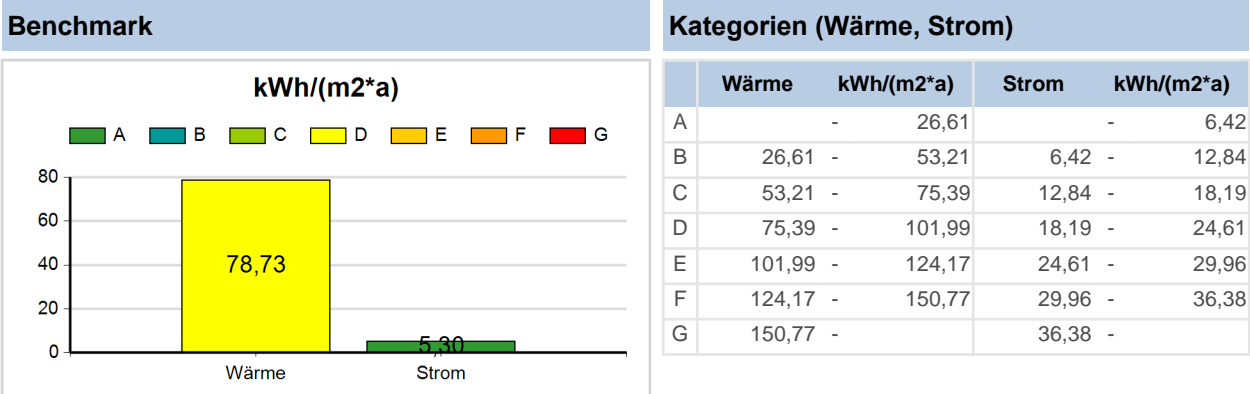 Benchmark
kWh/(m2*a)
A B C D E F G
80
60
40
20
0
78,73
5,30
Wärme Strom
Kategorien (Wärme, Strom)
Wärme kWh/(m2*a) Strom kWh/(m2*a)
A - 26,61 - 6,42
B 26,61 - 53,21 6,42 - 12,84
C 53,21 - 75,39 12,84 - 18,19
D 75,39 - 101,99 18,19 - 24,61
E 101,99 - 124,17 24,61 - 29,96
F 124,17 - 150,77 29,96 - 36,38
G 150,77 - 36,38 -